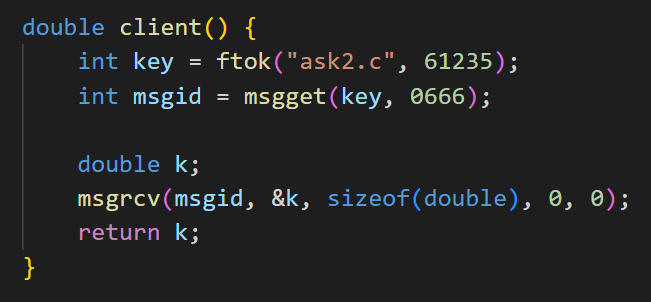 double client() {
    int key = ftok("ask2.c", 61235);
    int msgid = msgget(key, 0666);

    double k;
    msgrcv(msgid, &k, sizeof(double), 0, 0);
    return k;
}